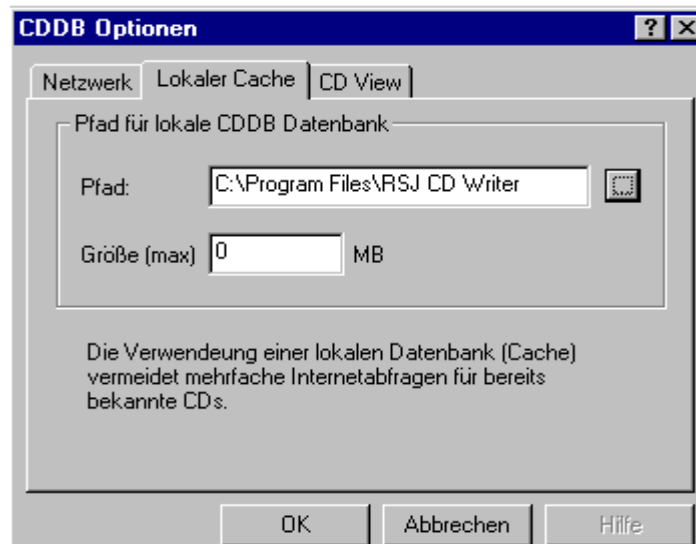 CDDB Optionen
Netzwerk Lokaler Cache CD View
Pfad für lokale CDDB Datenbank
Pfad: C:\Program Files\RSJ CD Writer
Größe (max) 0 MB
Die Verwendeung einer lokalen Datenbank (Cache)
vermeidet mehrfache Internetabfragen für bereits
bekannte CDs.
OK Abbrechen Hilfe